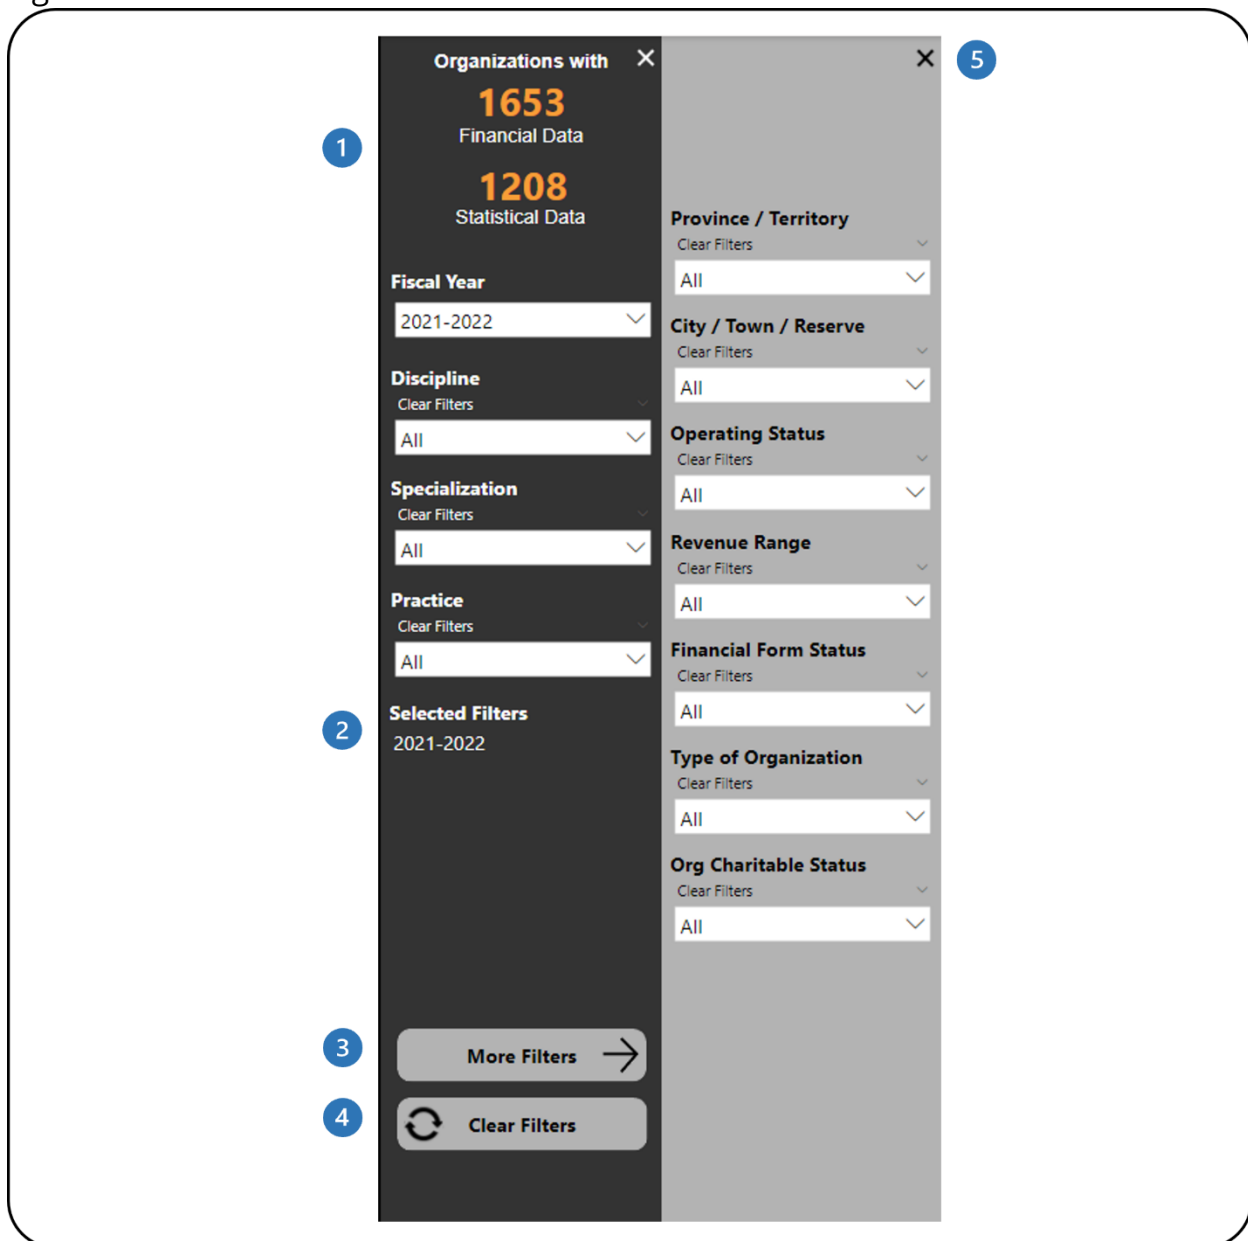 Organizations with
1653
Financial Data
1
1208
Statistical Data
Fiscal Year
2021-2022
Discipline
Clear Filters
All
Specialization
Clear Filters
All
Practice
Clear Filters
All
2
Selected Filters
2021-2022
3
More Filters
4
Clear Filters
5
Province / Territory
Clear Filters
All
City / Town / Reserve
Clear Filters
All
Operating Status
Clear Filters
All
Revenue Range
Clear Filters
All
Financial Form Status
Clear Filters
All
Type of Organization
Clear Filters
All
Org Charitable Status
Clear Filters
All